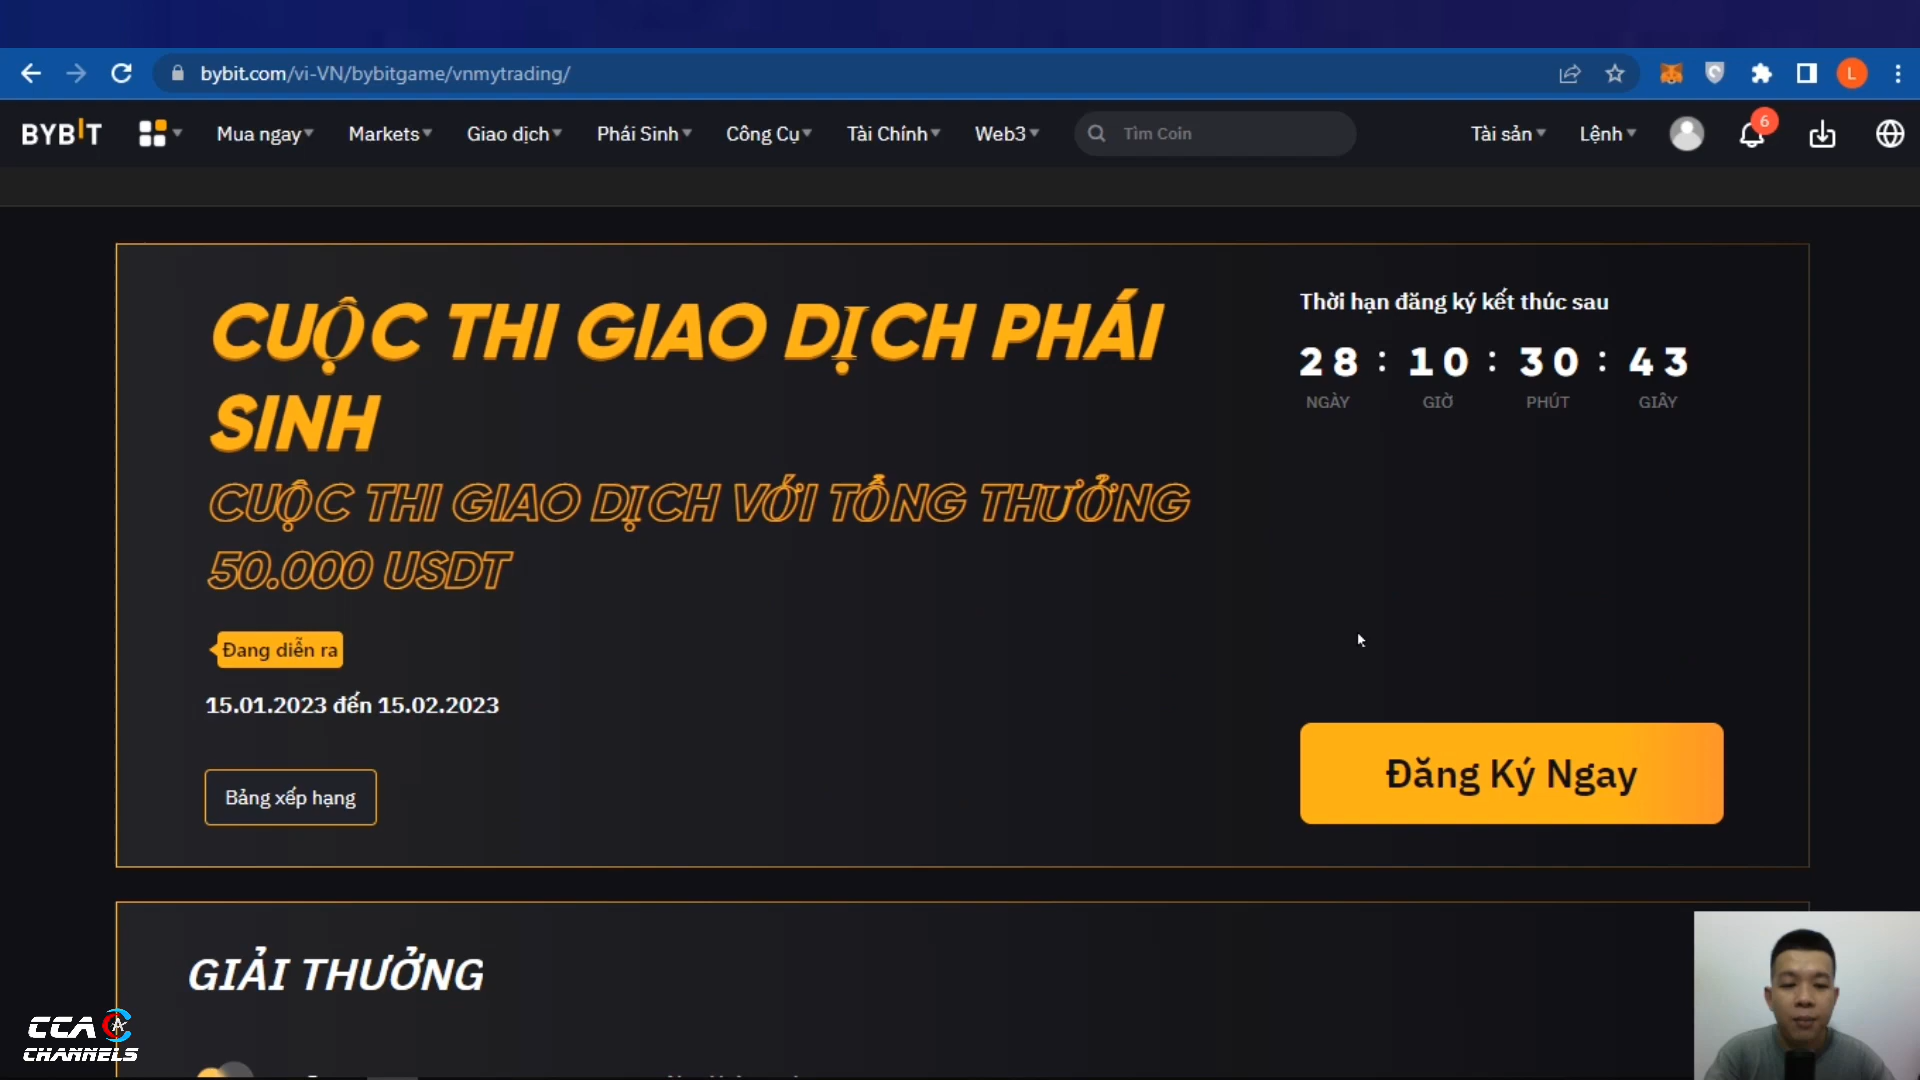 bybit.com/vi-VN/bybitgame/vnmytrading/
L
BYBIT
Mua ngay
Markets
Giao dịch
Phái Sinh
Công Cụ
Tài Chính
Web3
Tìm Coin
Tài sản
Lệnh
6
CUỘC THI GIAO DỊCH PHÁI
SINH
CUỘC THI GIAO DỊCH VỚI TỔNG THƯỞNG
50.000 USDT
Đang diễn ra
15.01.2023 đến 15.02.2023
Bảng xếp hạng
Thời hạn đăng ký kết thúc sau
28 : 10 : 30 : 43
NGÀY GIỜ PHÚT GIÂY
Đăng Ký Ngay
GIẢI THƯỞNG
CCA
CHANNELS